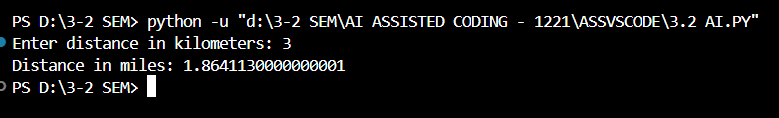 PS D:\3-2 SEM> python -u "d:\3-2 SEM\AI ASSISTED CODING - 1221\ASSVSCODE\3.2 AI.PY"
Enter distance in kilometers: 3
Distance in miles: 1.8641130000000001
PS D:\3-2 SEM>